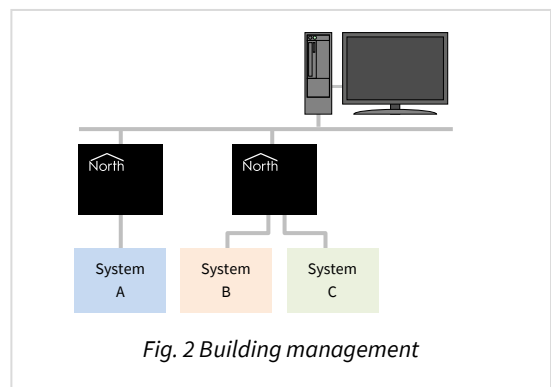 North
North
System
A
System
B
System
C
Fig. 2 Building management